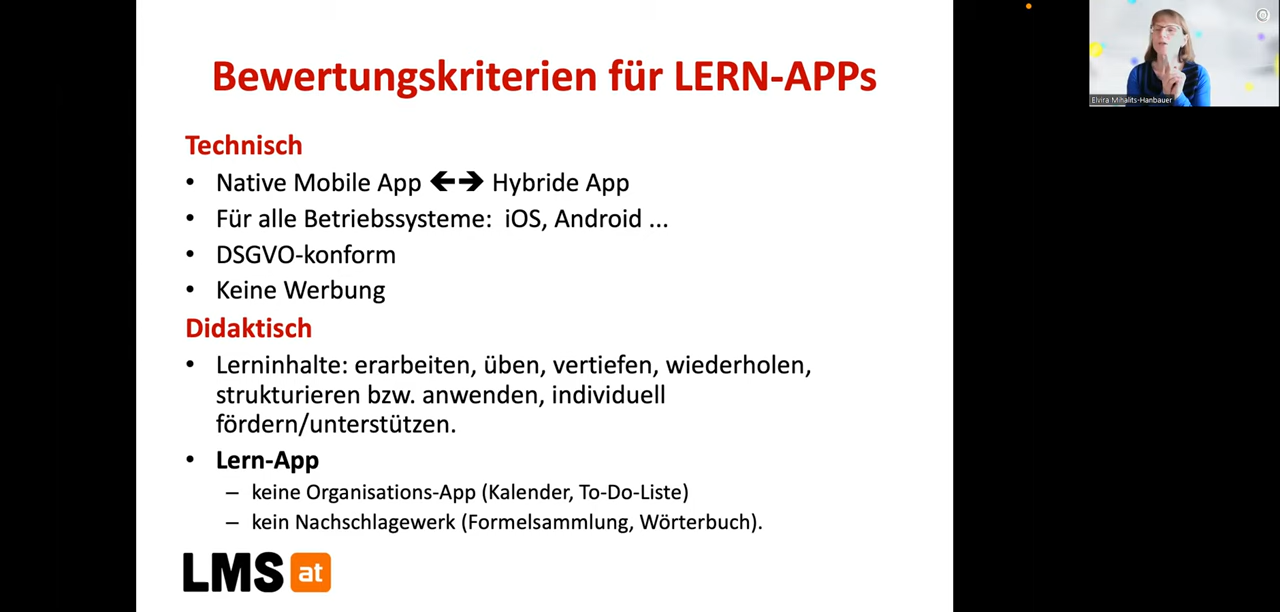 Bewertungskriterien für LERN-APPs
Technisch
• Native Mobile App 🡸🡺 Hybride App
• Für alle Betriebssysteme: iOS, Android ...
• DSGVO-konform
• Keine Werbung
Didaktisch
• Lerninhalte: erarbeiten, üben, vertiefen, wiederholen,
strukturieren bzw. anwenden, individuell
fördern/unterstützen.
• Lern-App
– keine Organisations-App (Kalender, To-Do-Liste)
– kein Nachschlagewerk (Formelsammlung, Wörterbuch).
LMS at
Elvira Mihalits-Hanbauer